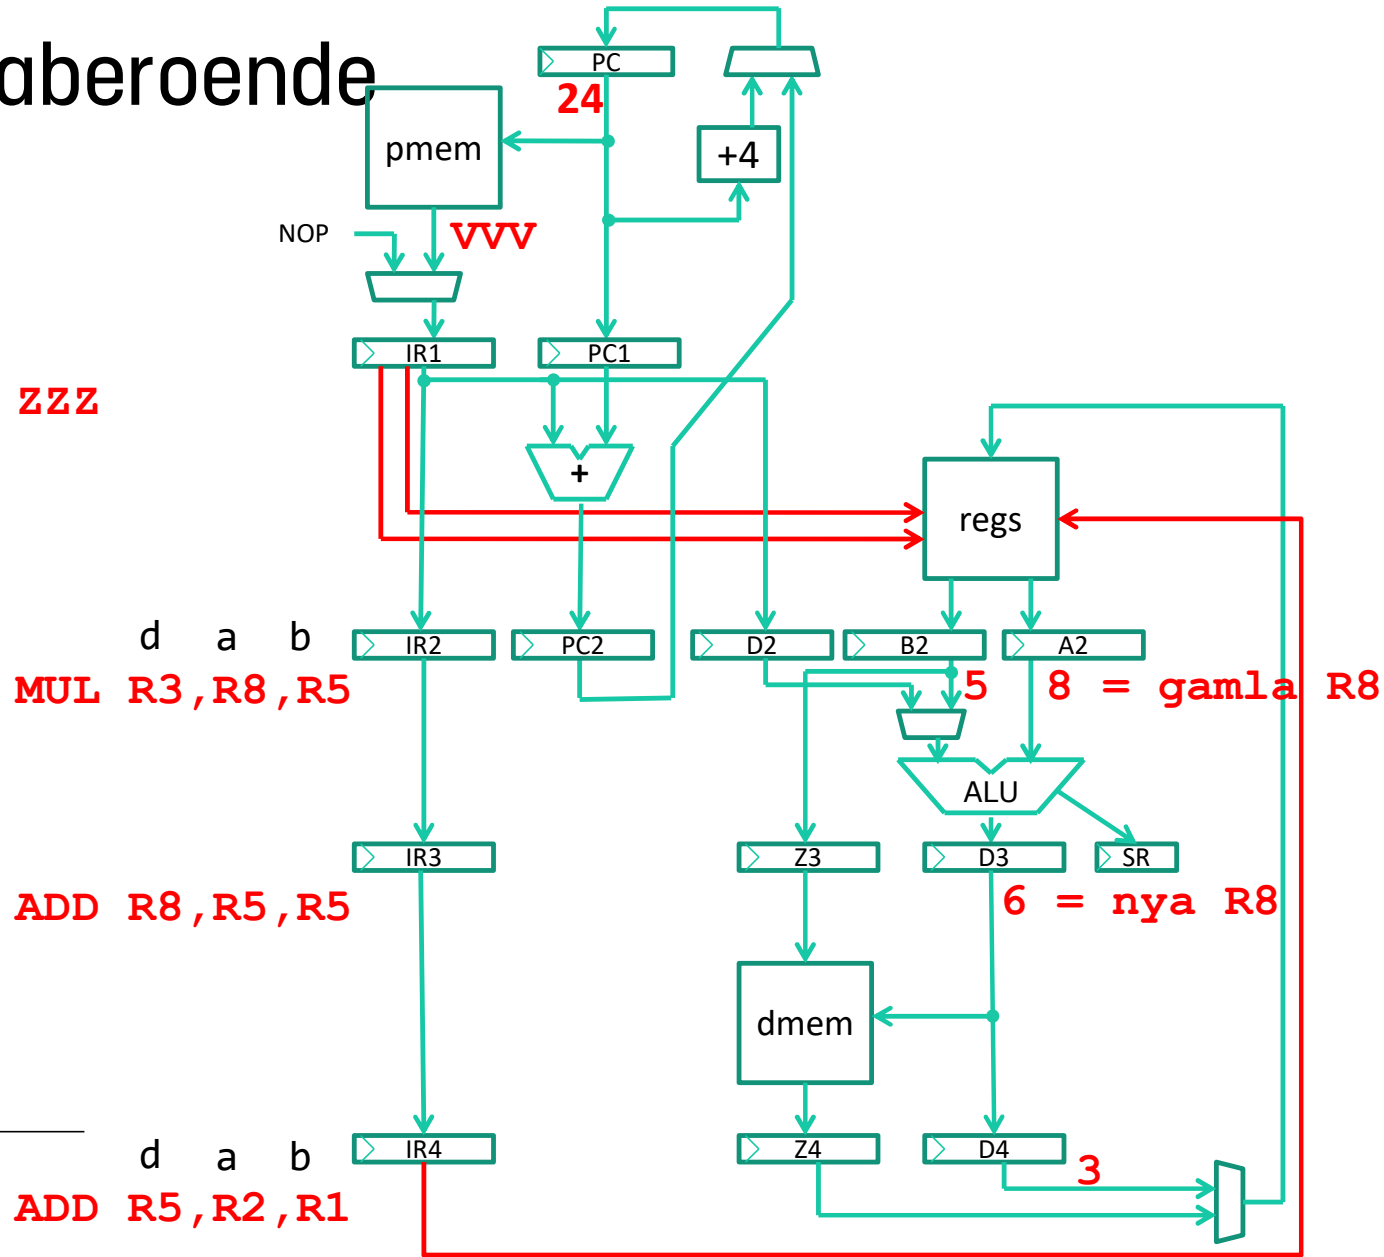 aberoende
PC
24
pmem
+4
NOP
VVV
IR1
PC1
ZZZ
+
regs
d a b
IR2
PC2
D2
B2
A2
MUL R3,R8,R5
5
8 = gamla R8
ALU
IR3
Z3
D3
SR
ADD R8,R5,R5
6 = nya R8
dmem
d a b
IR4
Z4
D4
3
ADD R5,R2,R1